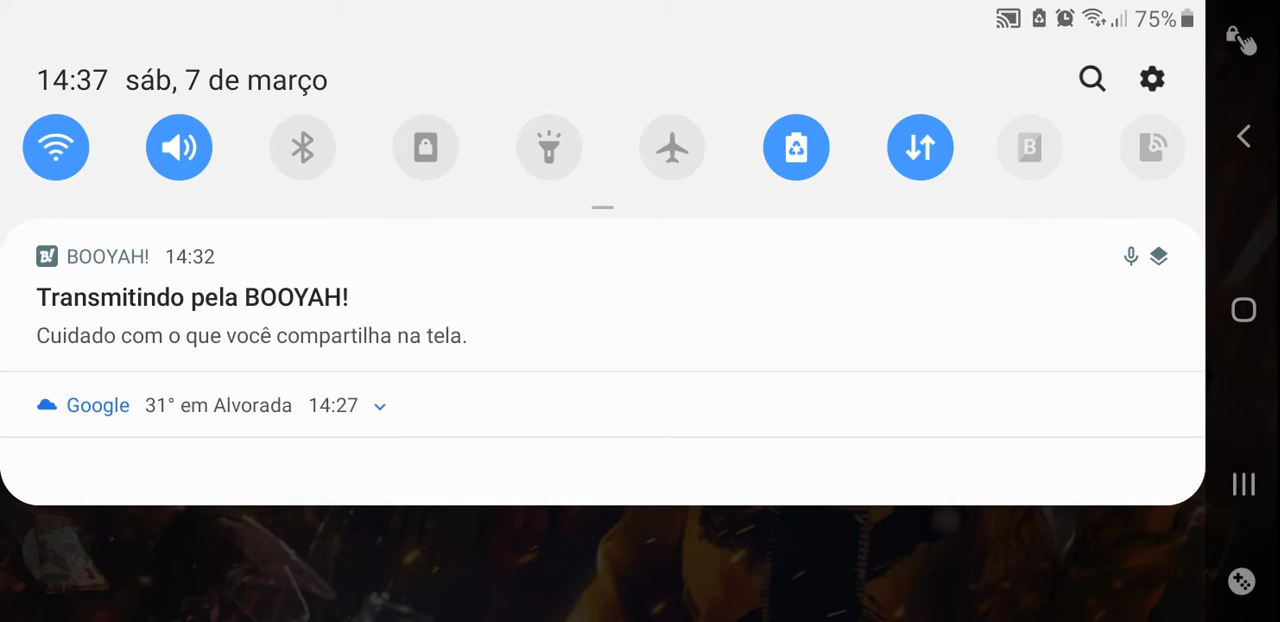 75%
14:37 sáb, 7 de março
B
B! BOOYAH! 14:32
Transmitindo pela BOOYAH!
Cuidado com o que você compartilha na tela.
Google 31° em Alvorada 14:27